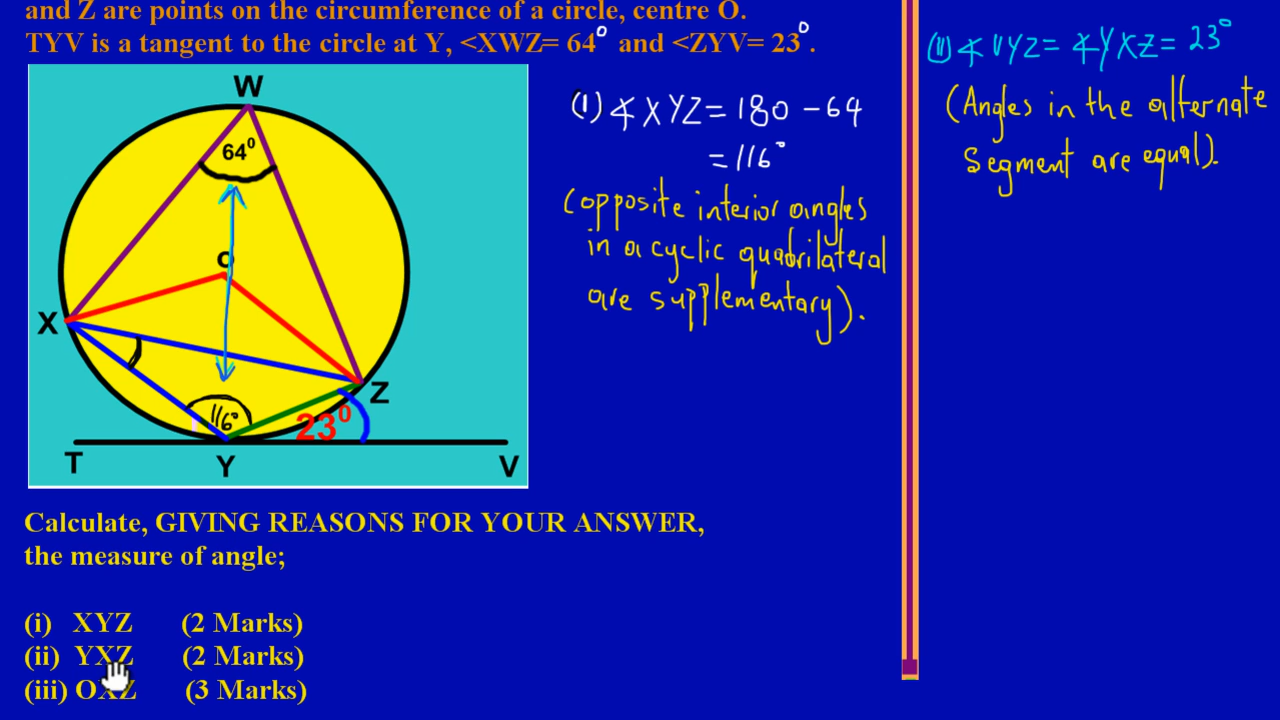 and Z are points on the circumference of a circle, centre O.
TYV is a tangent to the circle at Y, <XWZ= 64° and <ZYV= 23°.
W
64⁰
O
X
Z
116°
23⁰
T
Y
V
(i) ∡ XYZ = 180 - 64
= 116°
(opposite interior angles
in a cyclic quadrilateral
are supplementary).
(ii) ∡ VYZ = ∡YXZ = 23°
(Angles in the alternate
segment are equal).
Calculate, GIVING REASONS FOR YOUR ANSWER,
the measure of angle;
(i) XYZ (2 Marks)
(ii) YXZ (2 Marks)
(iii) OXZ (3 Marks)